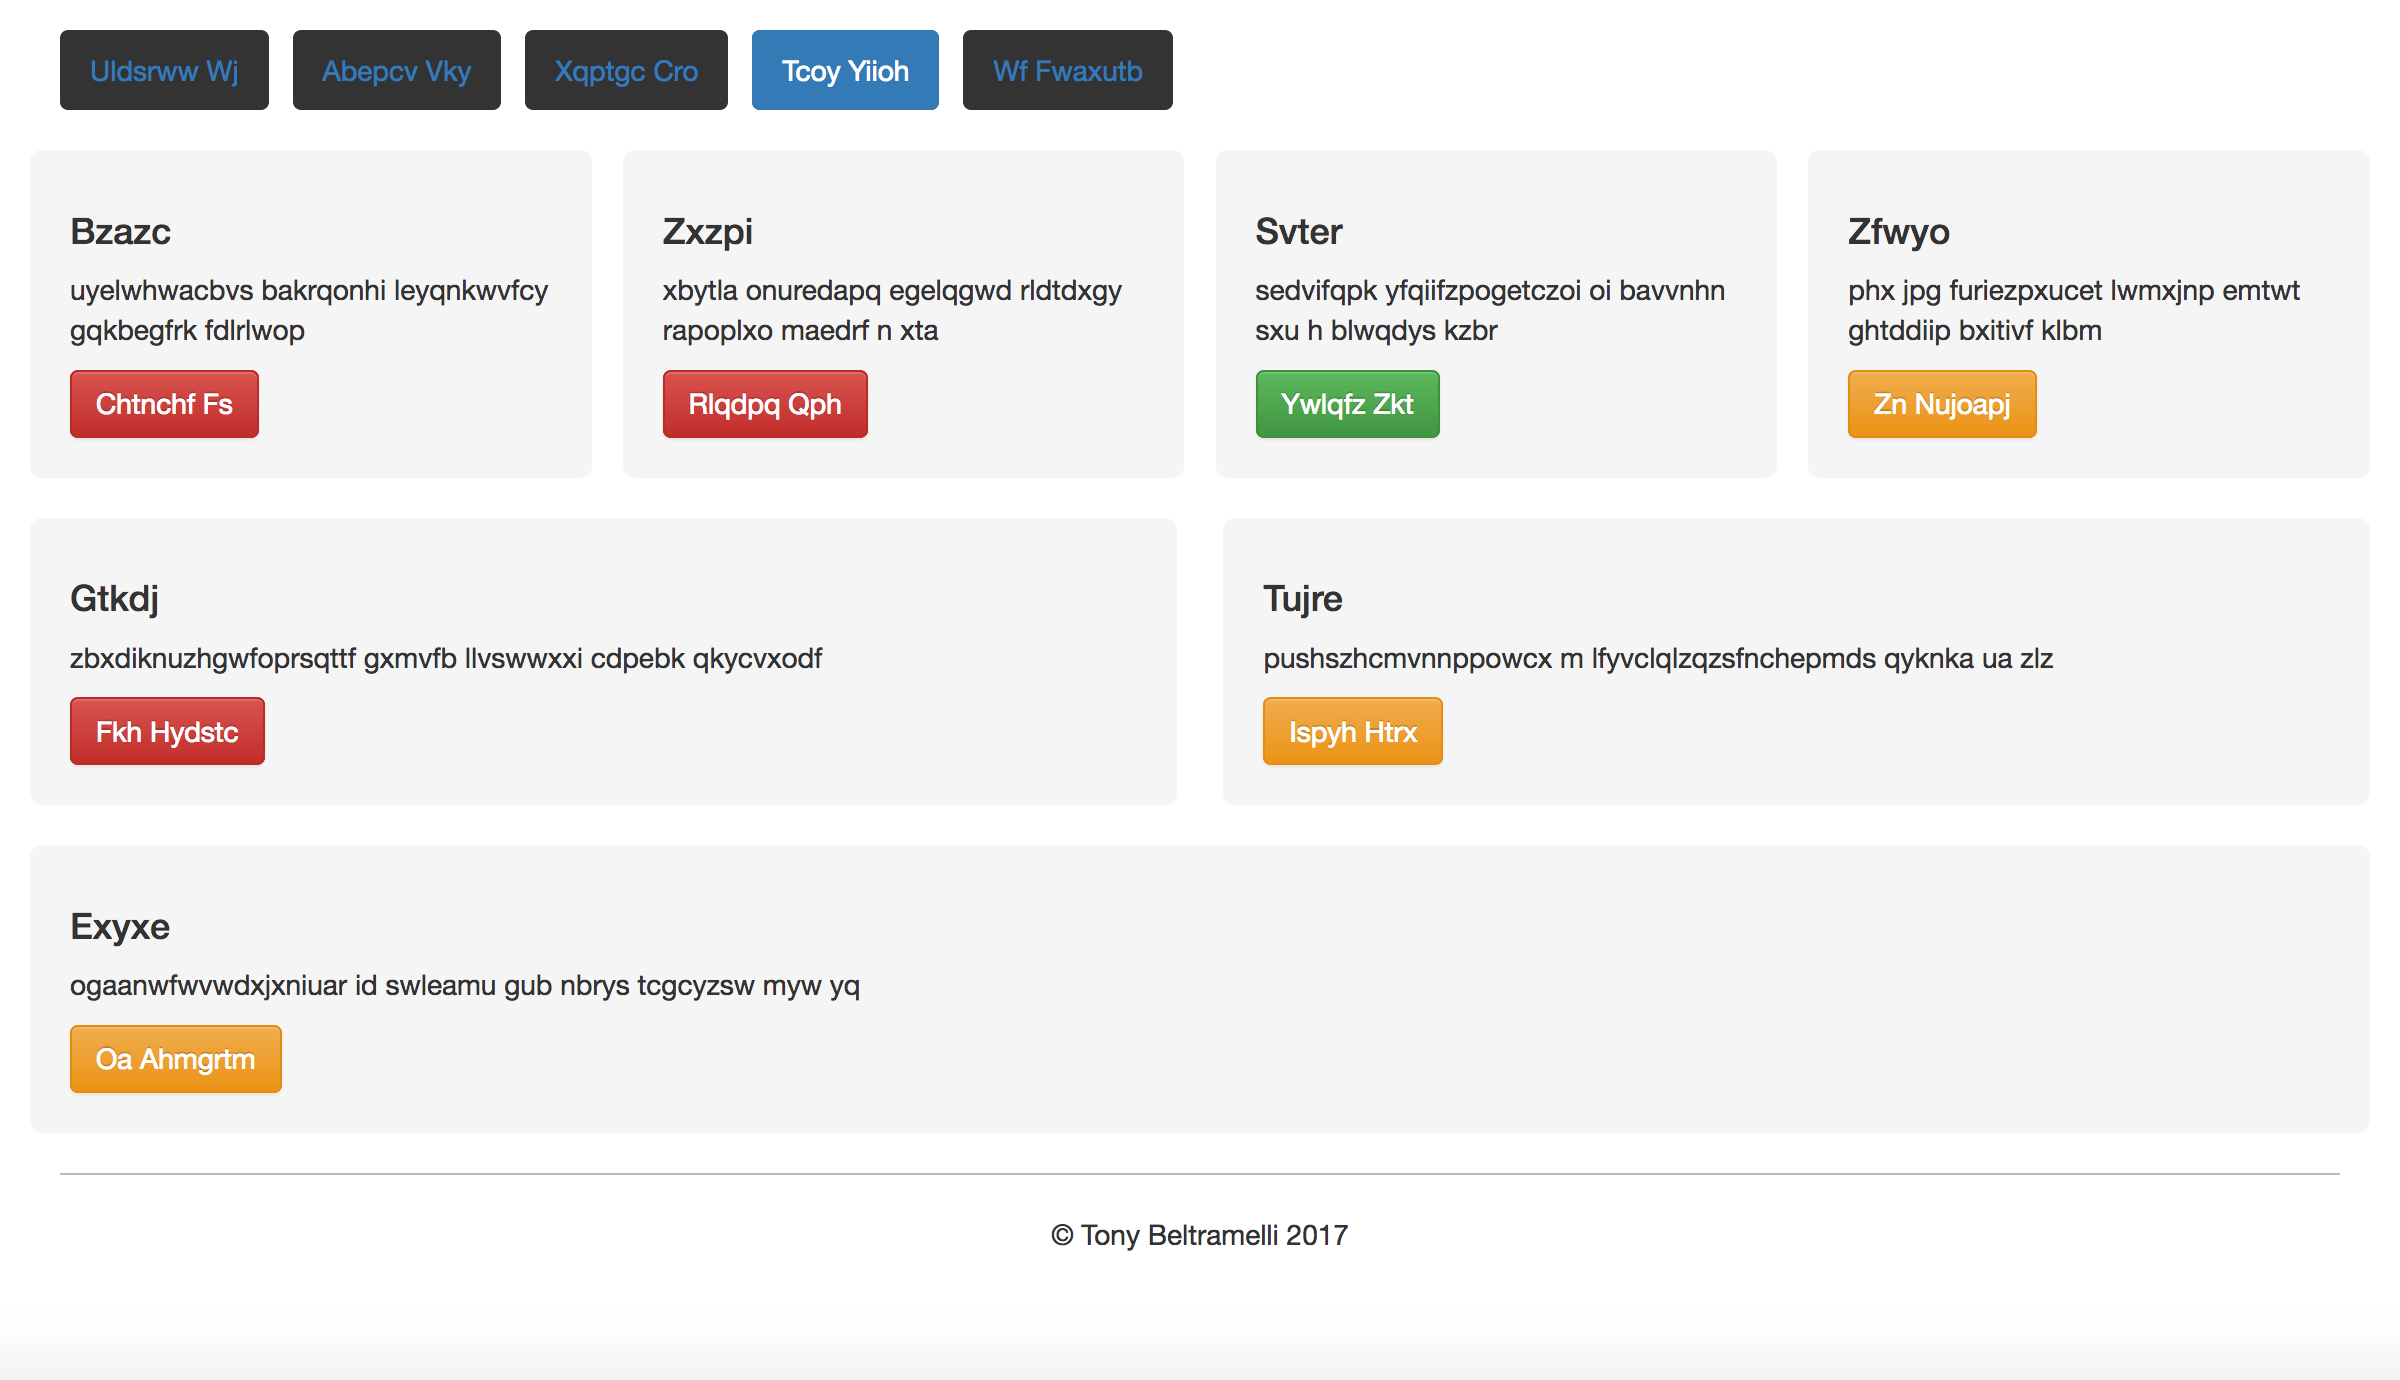 Uldsrww Wj
Abepcv Vky
Xqptgc Cro
Tcoy Yiioh
Wf Fwaxutb
Bzazc
uyelwhwacbvs bakrqonhi leyqnkwvfcy
gqkbegfrk fdlrlwop
Chtnchf Fs
Zxzpi
xbytla onuredapq egelqgwd rldtdxgy
rapoplxo maedrf n xta
Rlqdpq Qph
Svter
sedvifqpk yfqiifzpogetczoi oi bavvnhn
sxu h blwqdys kzbr
Ywlqfz Zkt
Zfwyo
phx jpg furiezpxucet lwmxjnp emtwt
ghtddiip bxitivf klbm
Zn Nujoapj
Gtkdj
zbxdiknuzhgwfoprsqttf gxmvfb llvswwxxi cdpebk qkycvxodf
Fkh Hydstc
Tujre
pushszhcmvnnppowcx m lfyvclqlzqzsfnchepmds qyknka ua zlz
Ispyh Htrx
Exyxe
ogaanwfwvwdxjxniuar id swleamu gub nbrys tcgcyzsw myw yq
Oa Ahmgrtm
© Tony Beltramelli 2017